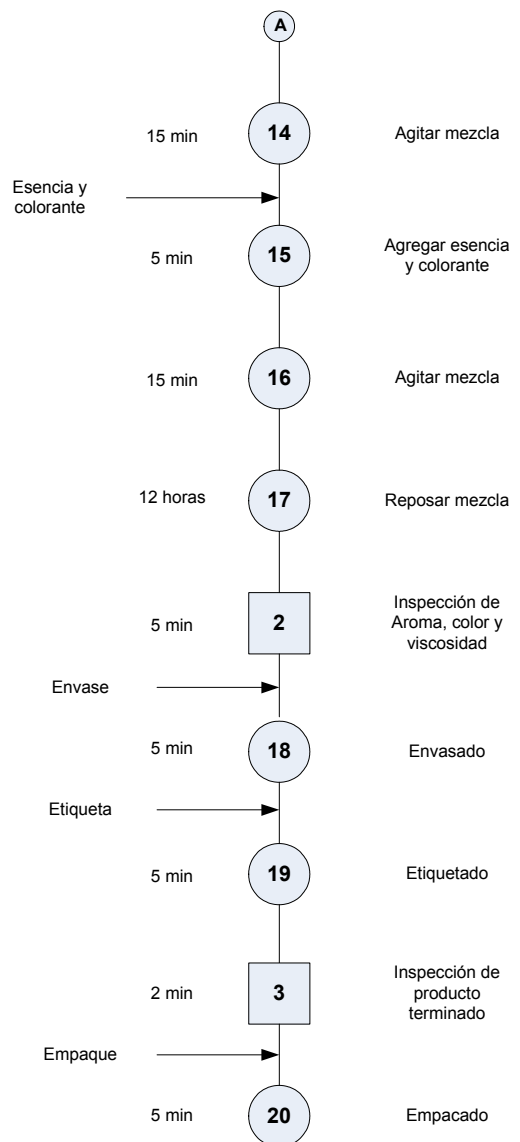 A
15 min
14
Agitar mezcla
Esencia y
colorante
5 min
15
Agregar esencia
y colorante
15 min
16
Agitar mezcla
12 horas
17
Reposar mezcla
5 min
2
Inspección de
Aroma, color y
viscosidad
Envase
5 min
18
Envasado
Etiqueta
5 min
19
Etiquetado
2 min
3
Inspección de
producto
terminado
Empaque
5 min
20
Empacado